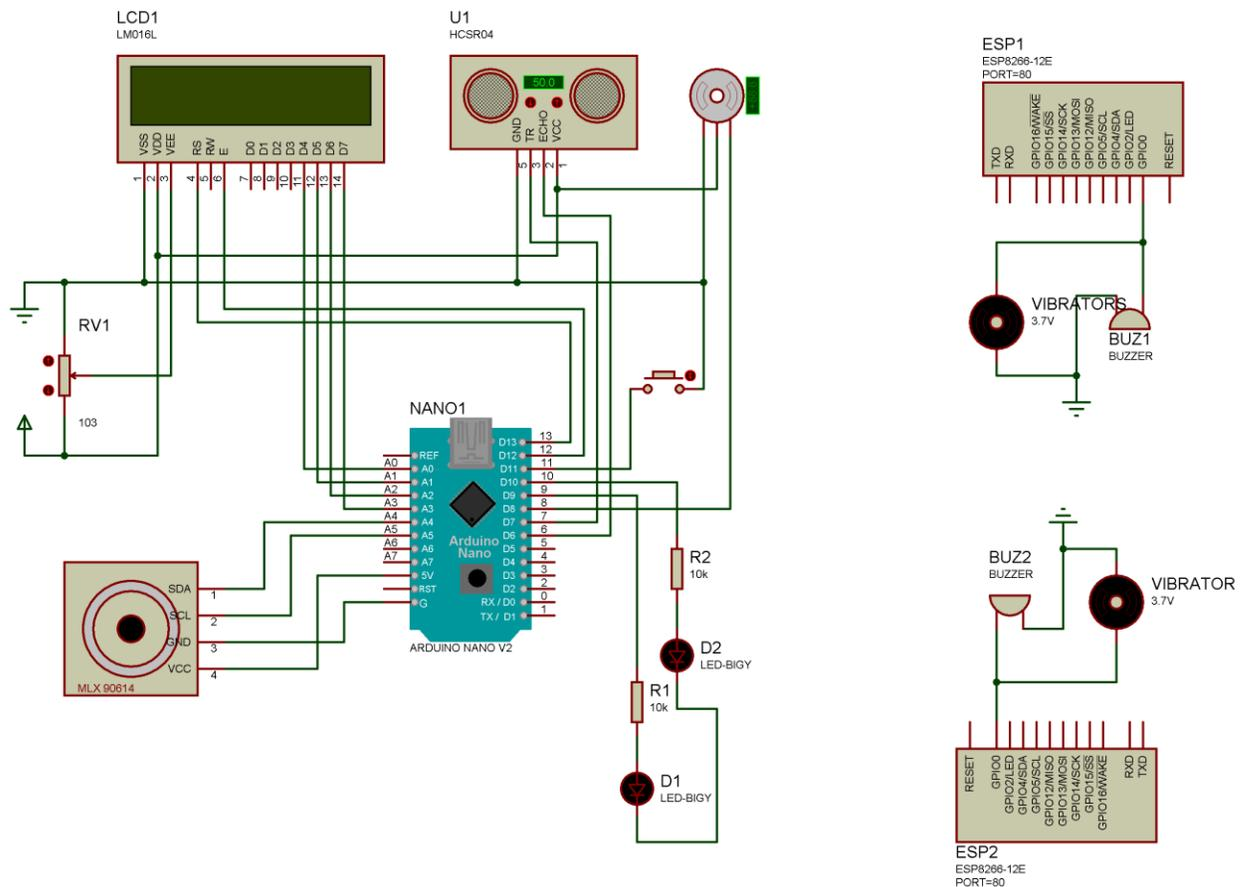 LCD1
LM016L
VSS
VDD
VEE
RS
RW
E
D0
D1
D2
D3
D4
D5
D6
D7
1
2
3
4
5
6
7
8
9
10
11
12
13
14
U1
HCSR04
50.0
GND
TR
ECHO
VCC
5
3
2
1
ESP1
ESP8266-12E
PORT=80
TXD
RXD
GPIO16/WAKE
GPIO15/SS
GPIO14/SCK
GPIO13/MOSI
GPIO12/MISO
GPIO5/SCL
GPIO4/SDA
GPIO2/LED
GPIO0
RESET
RV1
103
VIBRATORS
3.7V
BUZ1
BUZZER
NANO1
REF
A0 A0
A1 A1
A2 A2
A3 A3
A4 A4
A5 A5
A6 A6
A7 A7
5V
RST
G
Arduino
Nano
D13 13
D12 12
D11 11
D10 10
D9 9
D8 8
D7 7
D6 6
D5 5
D4 4
D3 3
D2 2
RX / D0 0
TX / D1 1
ARDUINO NANO V2
SDA 1
SCL 2
GND 3
VCC 4
MLX 90614
R2
10k
D2
LED-BIGY
R1
10k
D1
LED-BIGY
BUZ2
BUZZER
VIBRATOR
3.7V
RESET
GPIO0
GPIO2/LED
GPIO4/SDA
GPIO5/SCL
GPIO12/MISO
GPIO13/MOSI
GPIO14/SCK
GPIO15/SS
GPIO16/WAKE
RXD
TXD
ESP2
ESP8266-12E
PORT=80